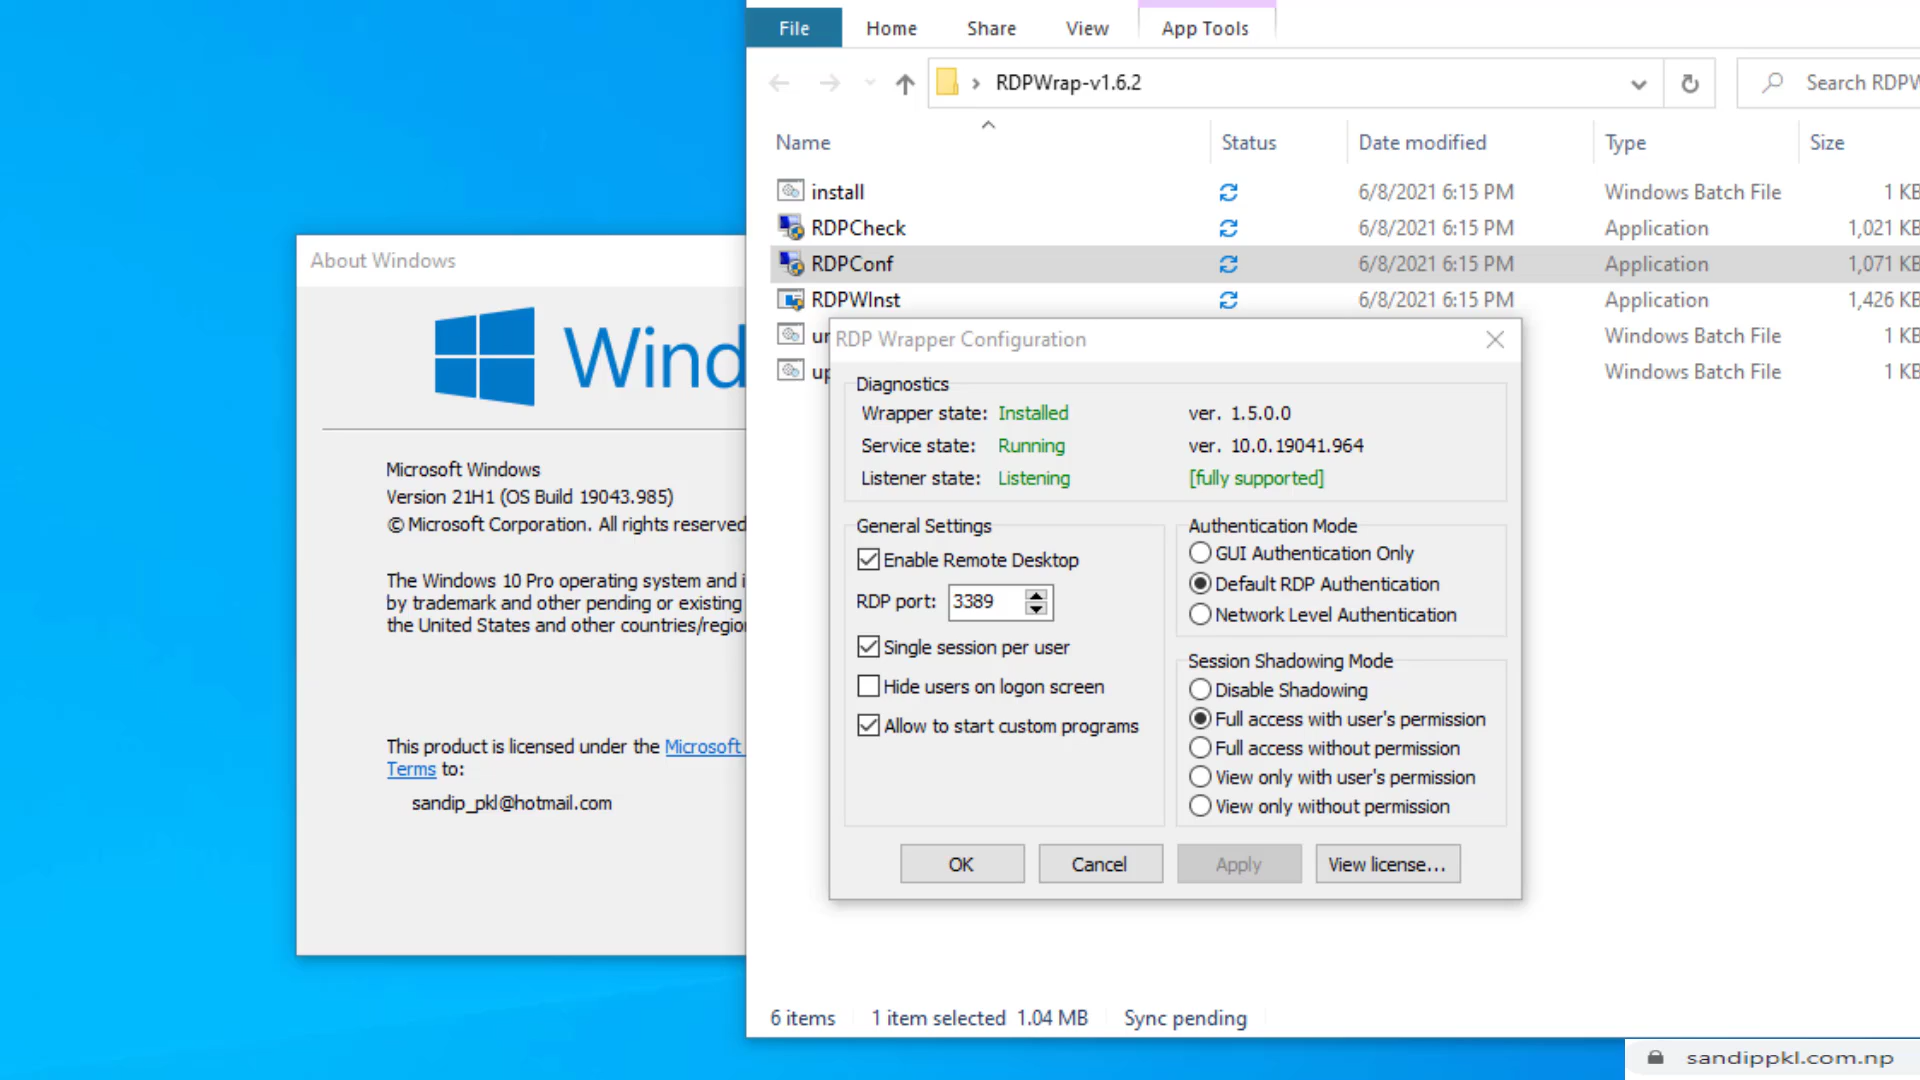 File Home Share View App Tools
RDPWrap-v1.6.2
Search RDPW
Name Status Date modified Type Size
install 6/8/2021 6:15 PM Windows Batch File 1 KB
RDPCheck 6/8/2021 6:15 PM Application 1,021 KB
RDPConf 6/8/2021 6:15 PM Application 1,071 KB
RDPWInst 6/8/2021 6:15 PM Application 1,426 KB
Windows Batch File 1 KB
Windows Batch File 1 KB
About Windows
Wind
Microsoft Windows
Version 21H1 (OS Build 19043.985)
© Microsoft Corporation. All rights reserved
The Windows 10 Pro operating system and
by trademark and other pending or existing
the United States and other countries/regio
This product is licensed under the Microsoft
Terms to:
sandip_pkl@hotmail.com
RDP Wrapper Configuration
Diagnostics
Wrapper state: Installed ver. 1.5.0.0
Service state: Running ver. 10.0.19041.964
Listener state: Listening [fully supported]
General Settings
Enable Remote Desktop
RDP port: 3389
Single session per user
Hide users on logon screen
Allow to start custom programs
Authentication Mode
GUI Authentication Only
Default RDP Authentication
Network Level Authentication
Session Shadowing Mode
Disable Shadowing
Full access with user's permission
Full access without permission
View only with user's permission
View only without permission
OK Cancel Apply View license...
6 items 1 item selected 1.04 MB Sync pending
sandippkl.com.np